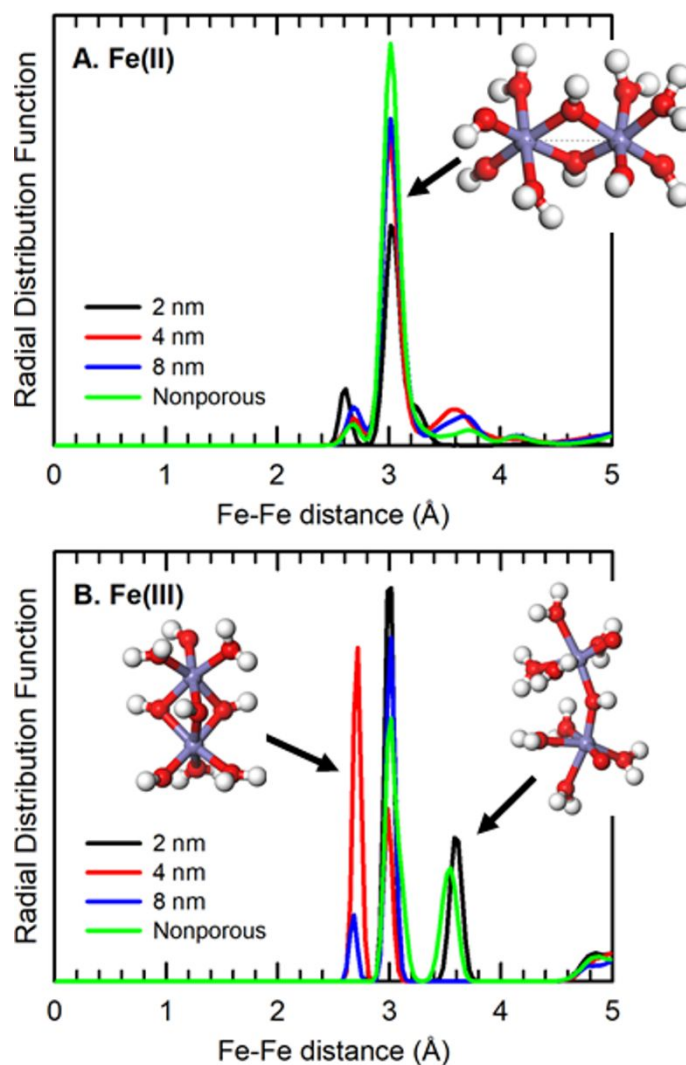 A. Fe(II)
Radial Distribution Function
2 nm
4 nm
8 nm
Nonporous
0 1 2 3 4 5
Fe-Fe distance (Å)
B. Fe(III)
Radial Distribution Function
2 nm
4 nm
8 nm
Nonporous
0 1 2 3 4 5
Fe-Fe distance (Å)